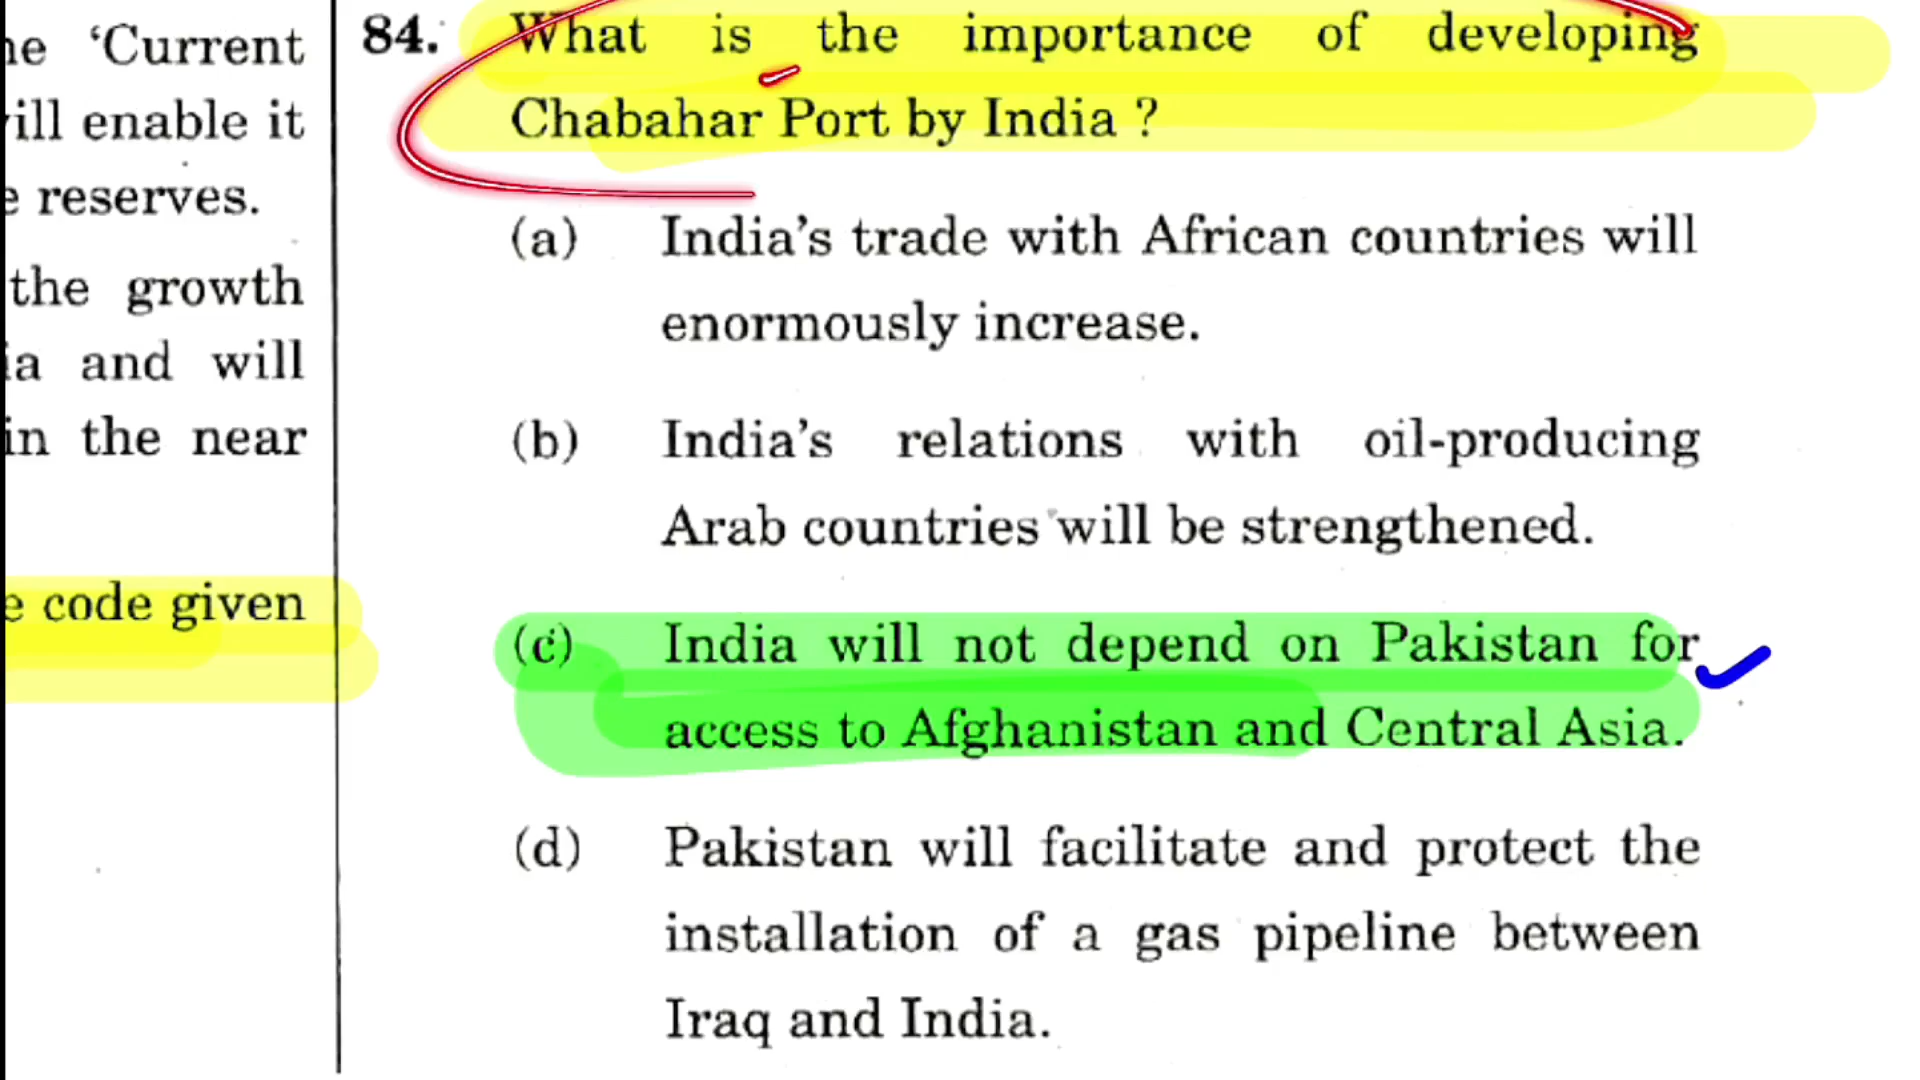 ne 'Current
ill enable it
e reserves.
the growth
ia and will
in the near
e code given
84. What is the importance of developing
Chabahar Port by India ?
(a) India's trade with African countries will
enormously increase.
(b) India's relations with oil-producing
Arab countries will be strengthened.
(c) India will not depend on Pakistan for
access to Afghanistan and Central Asia.
(d) Pakistan will facilitate and protect the
installation of a gas pipeline between
Iraq and India.